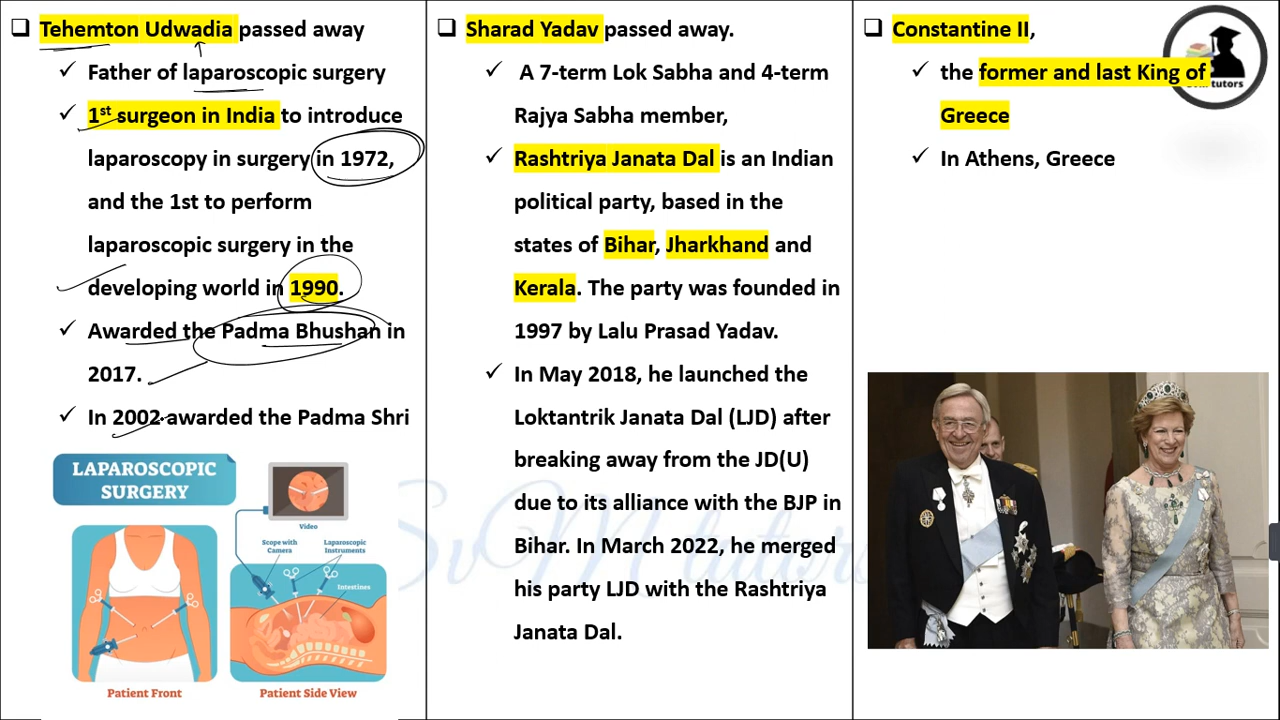 Tehemton Udwadia passed away
Father of laparoscopic surgery
1st surgeon in India to introduce
laparoscopy in surgery in 1972,
and the 1st to perform
laparoscopic surgery in the
developing world in 1990.
Awarded the Padma Bhushan in
2017.
In 2002 awarded the Padma Shri
LAPAROSCOPIC
SURGERY
Video
Scope with
Camera
Laparoscopic
Instruments
Intestines
Patient Front
Patient Side View
Sharad Yadav passed away.
A 7-term Lok Sabha and 4-term
Rajya Sabha member,
Rashtriya Janata Dal is an Indian
political party, based in the
states of Bihar, Jharkhand and
Kerala. The party was founded in
1997 by Lalu Prasad Yadav.
In May 2018, he launched the
Loktantrik Janata Dal (LJD) after
breaking away from the JD(U)
due to its alliance with the BJP in
Bihar. In March 2022, he merged
his party LJD with the Rashtriya
Janata Dal.
Constantine II,
the former and last King of
Greece
In Athens, Greece
tutors